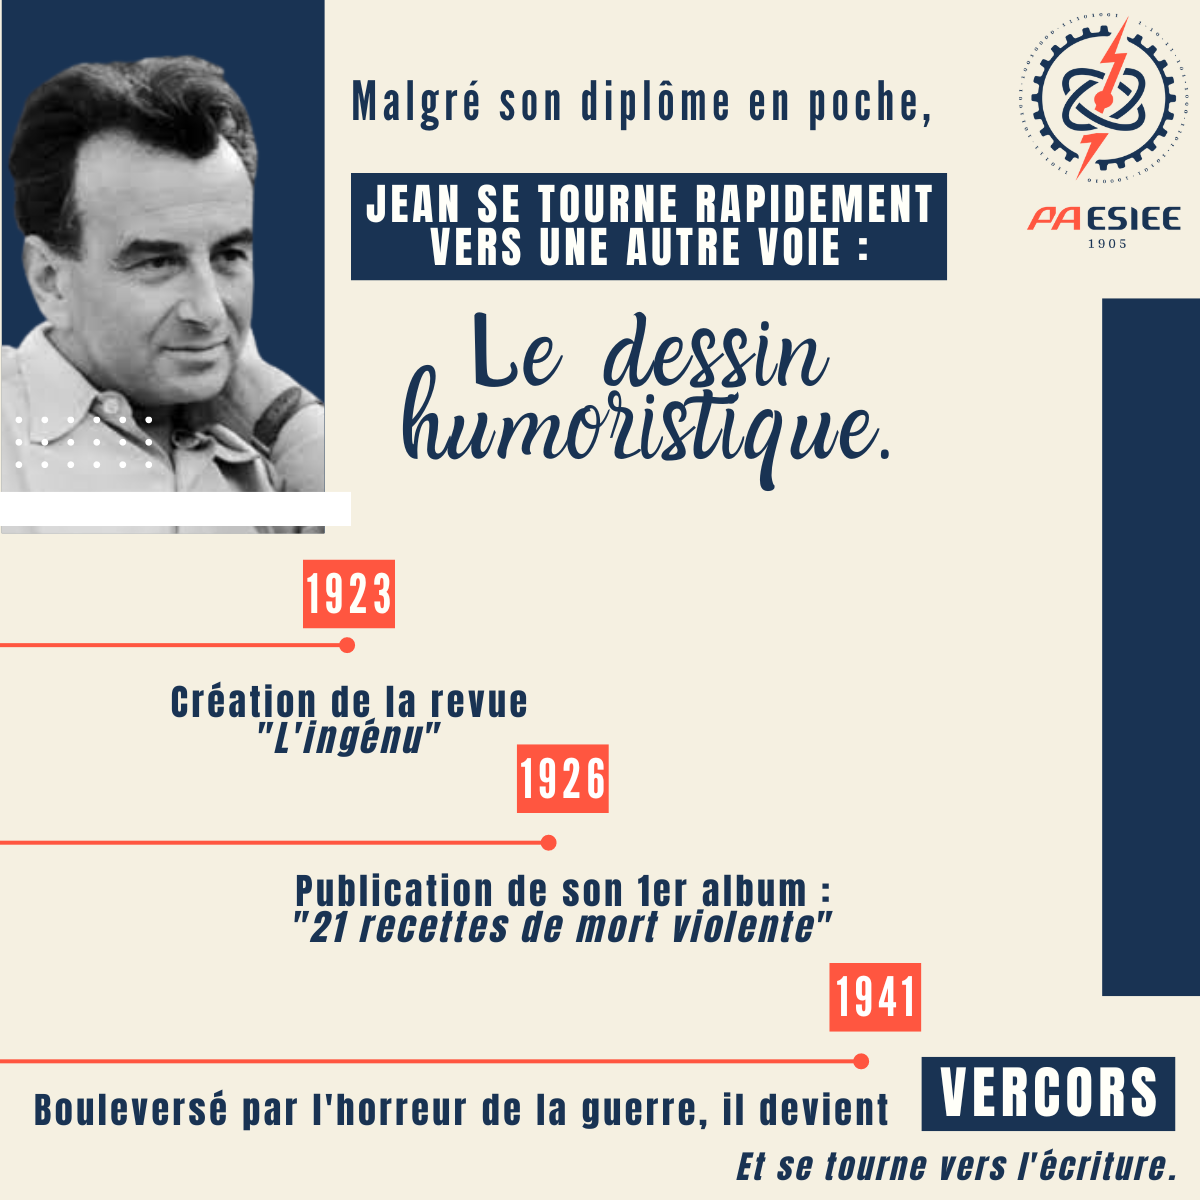 Malgré son diplôme en poche,
PA ESIEE
1905
JEAN SE TOURNE RAPIDEMENT
VERS UNE AUTRE VOIE :
Le dessin
humoristique.
1923
Création de la revue
"L'ingénu"
1926
Publication de son 1er album :
"21 recettes de mort violente"
1941
Bouleversé par l'horreur de la guerre, il devient
VERCORS
Et se tourne vers l'écriture.